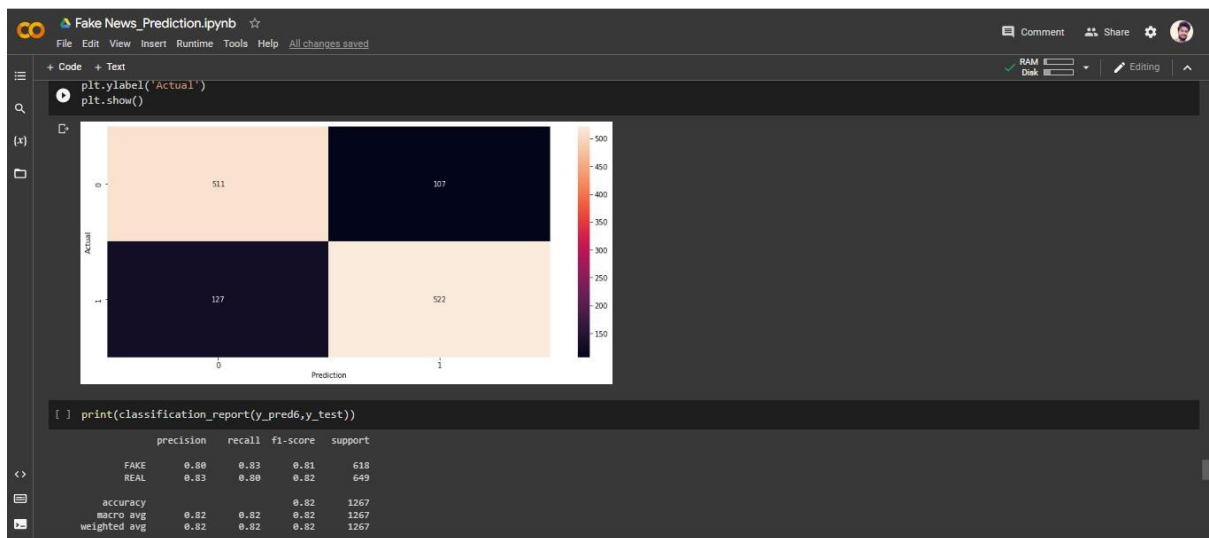 Fake News_Prediction.ipynb
Comment Share
File Edit View Insert Runtime Tools Help All changes saved
+ Code + Text
RAM
Disk
Editing
plt.ylabel('Actual')
plt.show()
{x}
511 107
127 522
0
1
Actual
0 1
Prediction
500
450
400
350
300
250
200
150
[ ] print(classification_report(y_pred6,y_test))
precision recall f1-score support
FAKE 0.80 0.83 0.81 618
REAL 0.83 0.80 0.82 649
accuracy 0.82 1267
macro avg 0.82 0.82 0.82 1267
weighted avg 0.82 0.82 0.82 1267